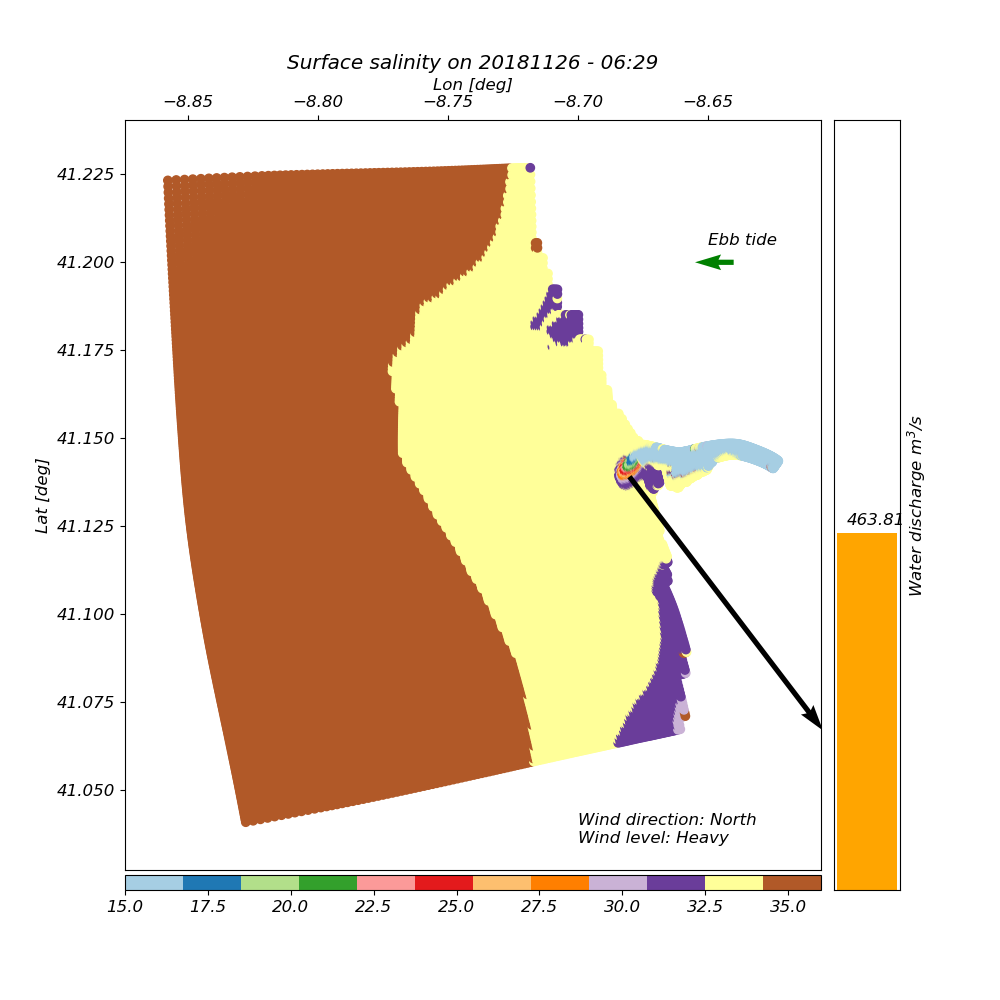 Surface salinity on 20181126 - 06:29
Lon [deg]
−8.85 −8.80 −8.75 −8.70 −8.65
41.225
Ebb tide
41.200
41.175
41.150
41.125
41.100
41.075
41.050
Lat [deg]
463.81
Water discharge m³/s
Wind direction: North
Wind level: Heavy
15.0 17.5 20.0 22.5 25.0 27.5 30.0 32.5 35.0